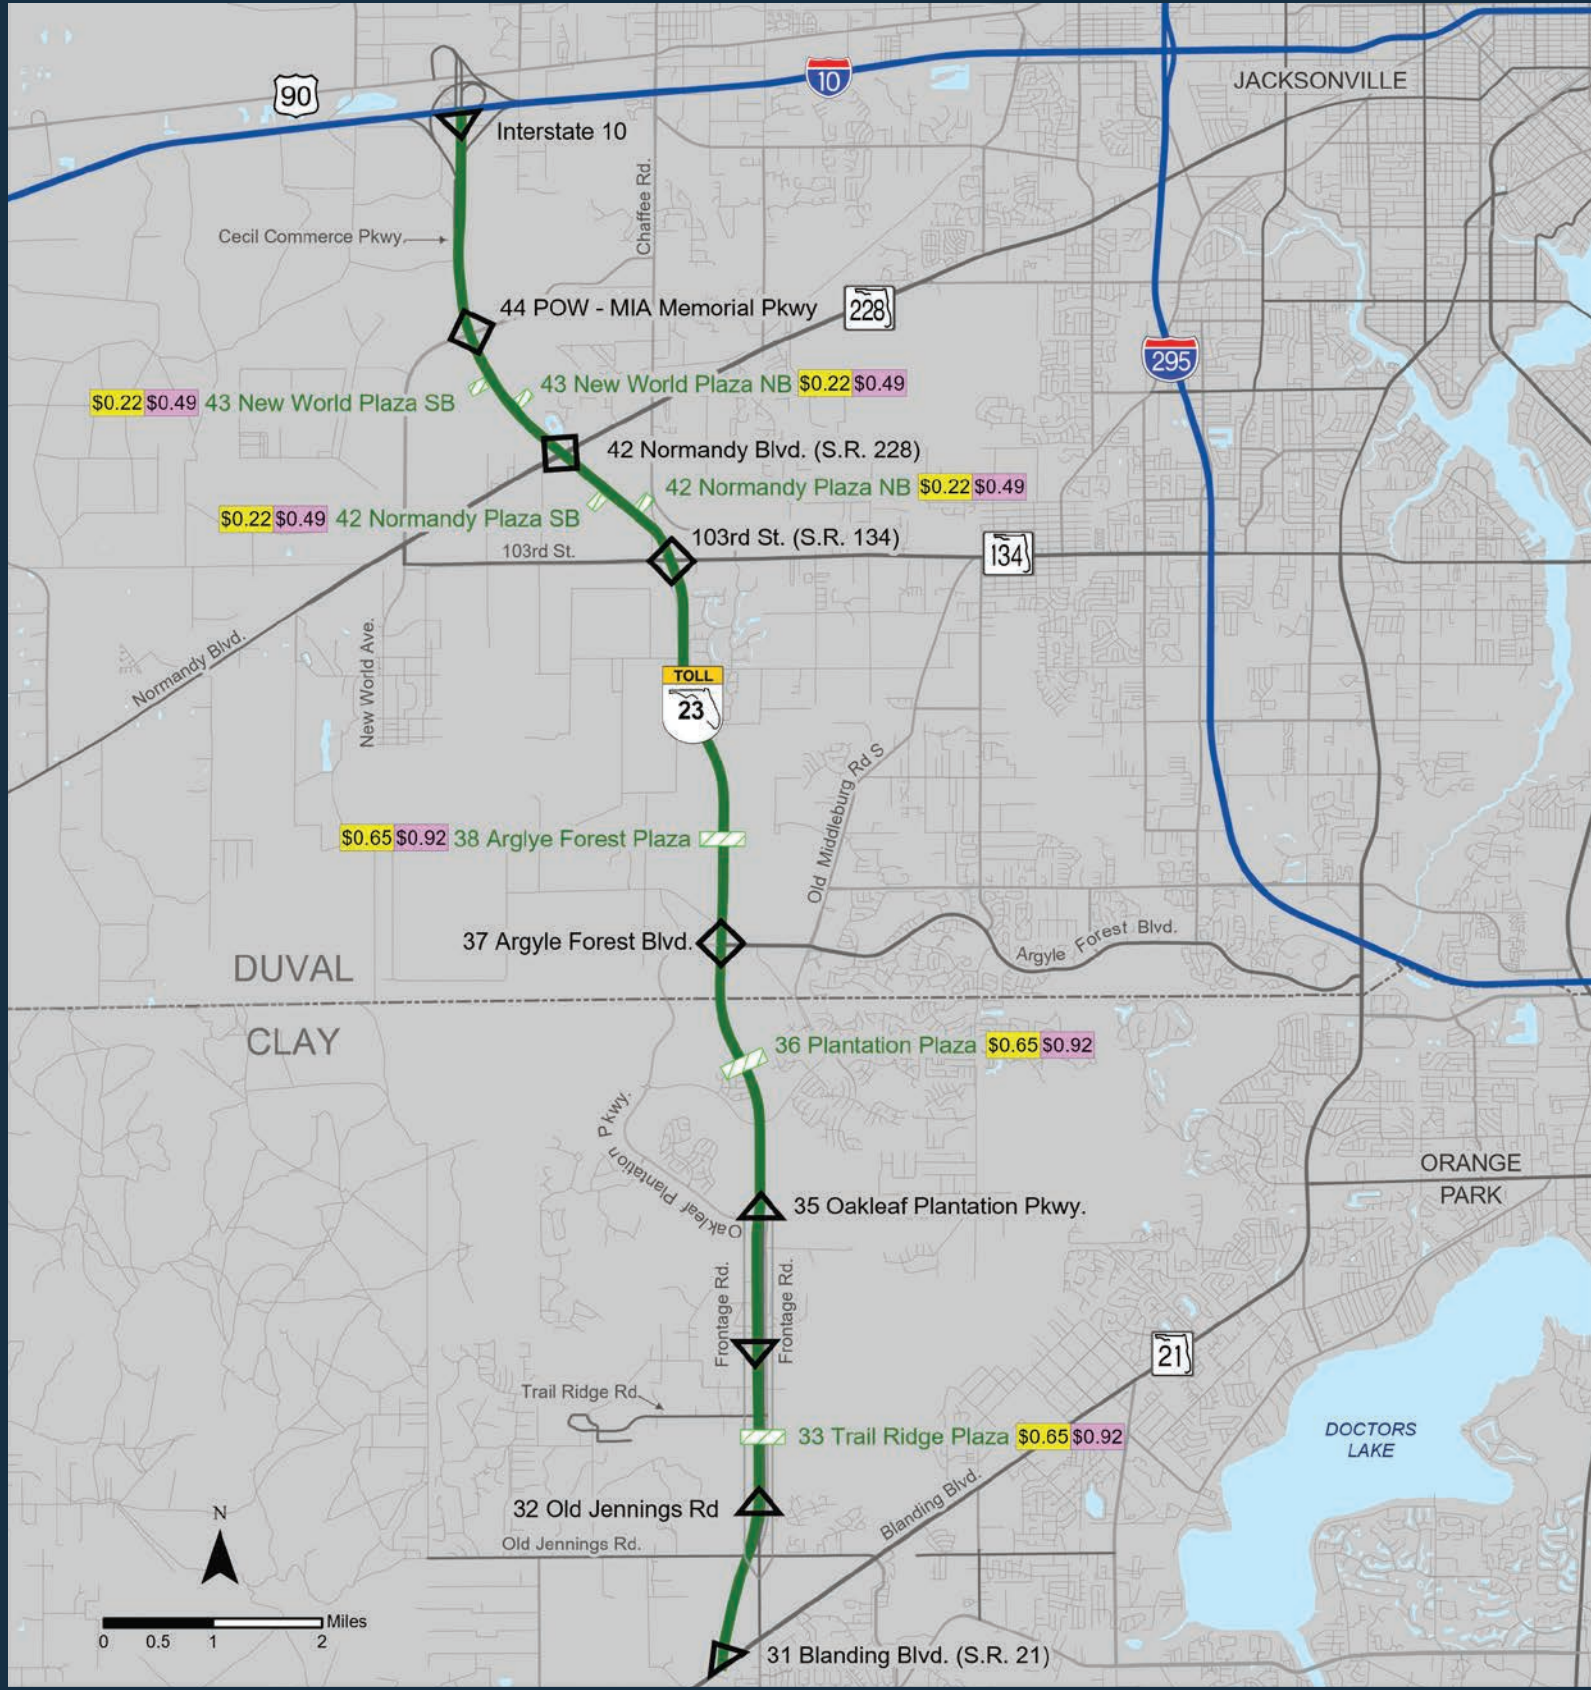 90
10
JACKSONVILLE
Interstate 10
Chaffee Rd.
Cecil Commerce Pkwy.
44 POW - MIA Memorial Pkwy
228
295
43 New World Plaza NB $0.22 $0.49
$0.22 $0.49 43 New World Plaza SB
42 Normandy Blvd. (S.R. 228)
42 Normandy Plaza NB $0.22 $0.49
$0.22 $0.49 42 Normandy Plaza SB
103rd St. (S.R. 134)
103rd St.
134
Normandy Blvd.
New World Ave.
TOLL
23
Old Middleburg Rd S
$0.65 $0.92 38 Arglye Forest Plaza
37 Argyle Forest Blvd.
Argyle Forest Blvd.
DUVAL
CLAY
36 Plantation Plaza $0.65 $0.92
Oakleaf Plantation Pkwy.
ORANGE
PARK
35 Oakleaf Plantation Pkwy.
Frontage Rd.
Frontage Rd.
21
Trail Ridge Rd.
33 Trail Ridge Plaza $0.65 $0.92
DOCTORS
LAKE
Blanding Blvd.
32 Old Jennings Rd
Old Jennings Rd.
N
Miles
0 0.5 1 2
31 Blanding Blvd. (S.R. 21)